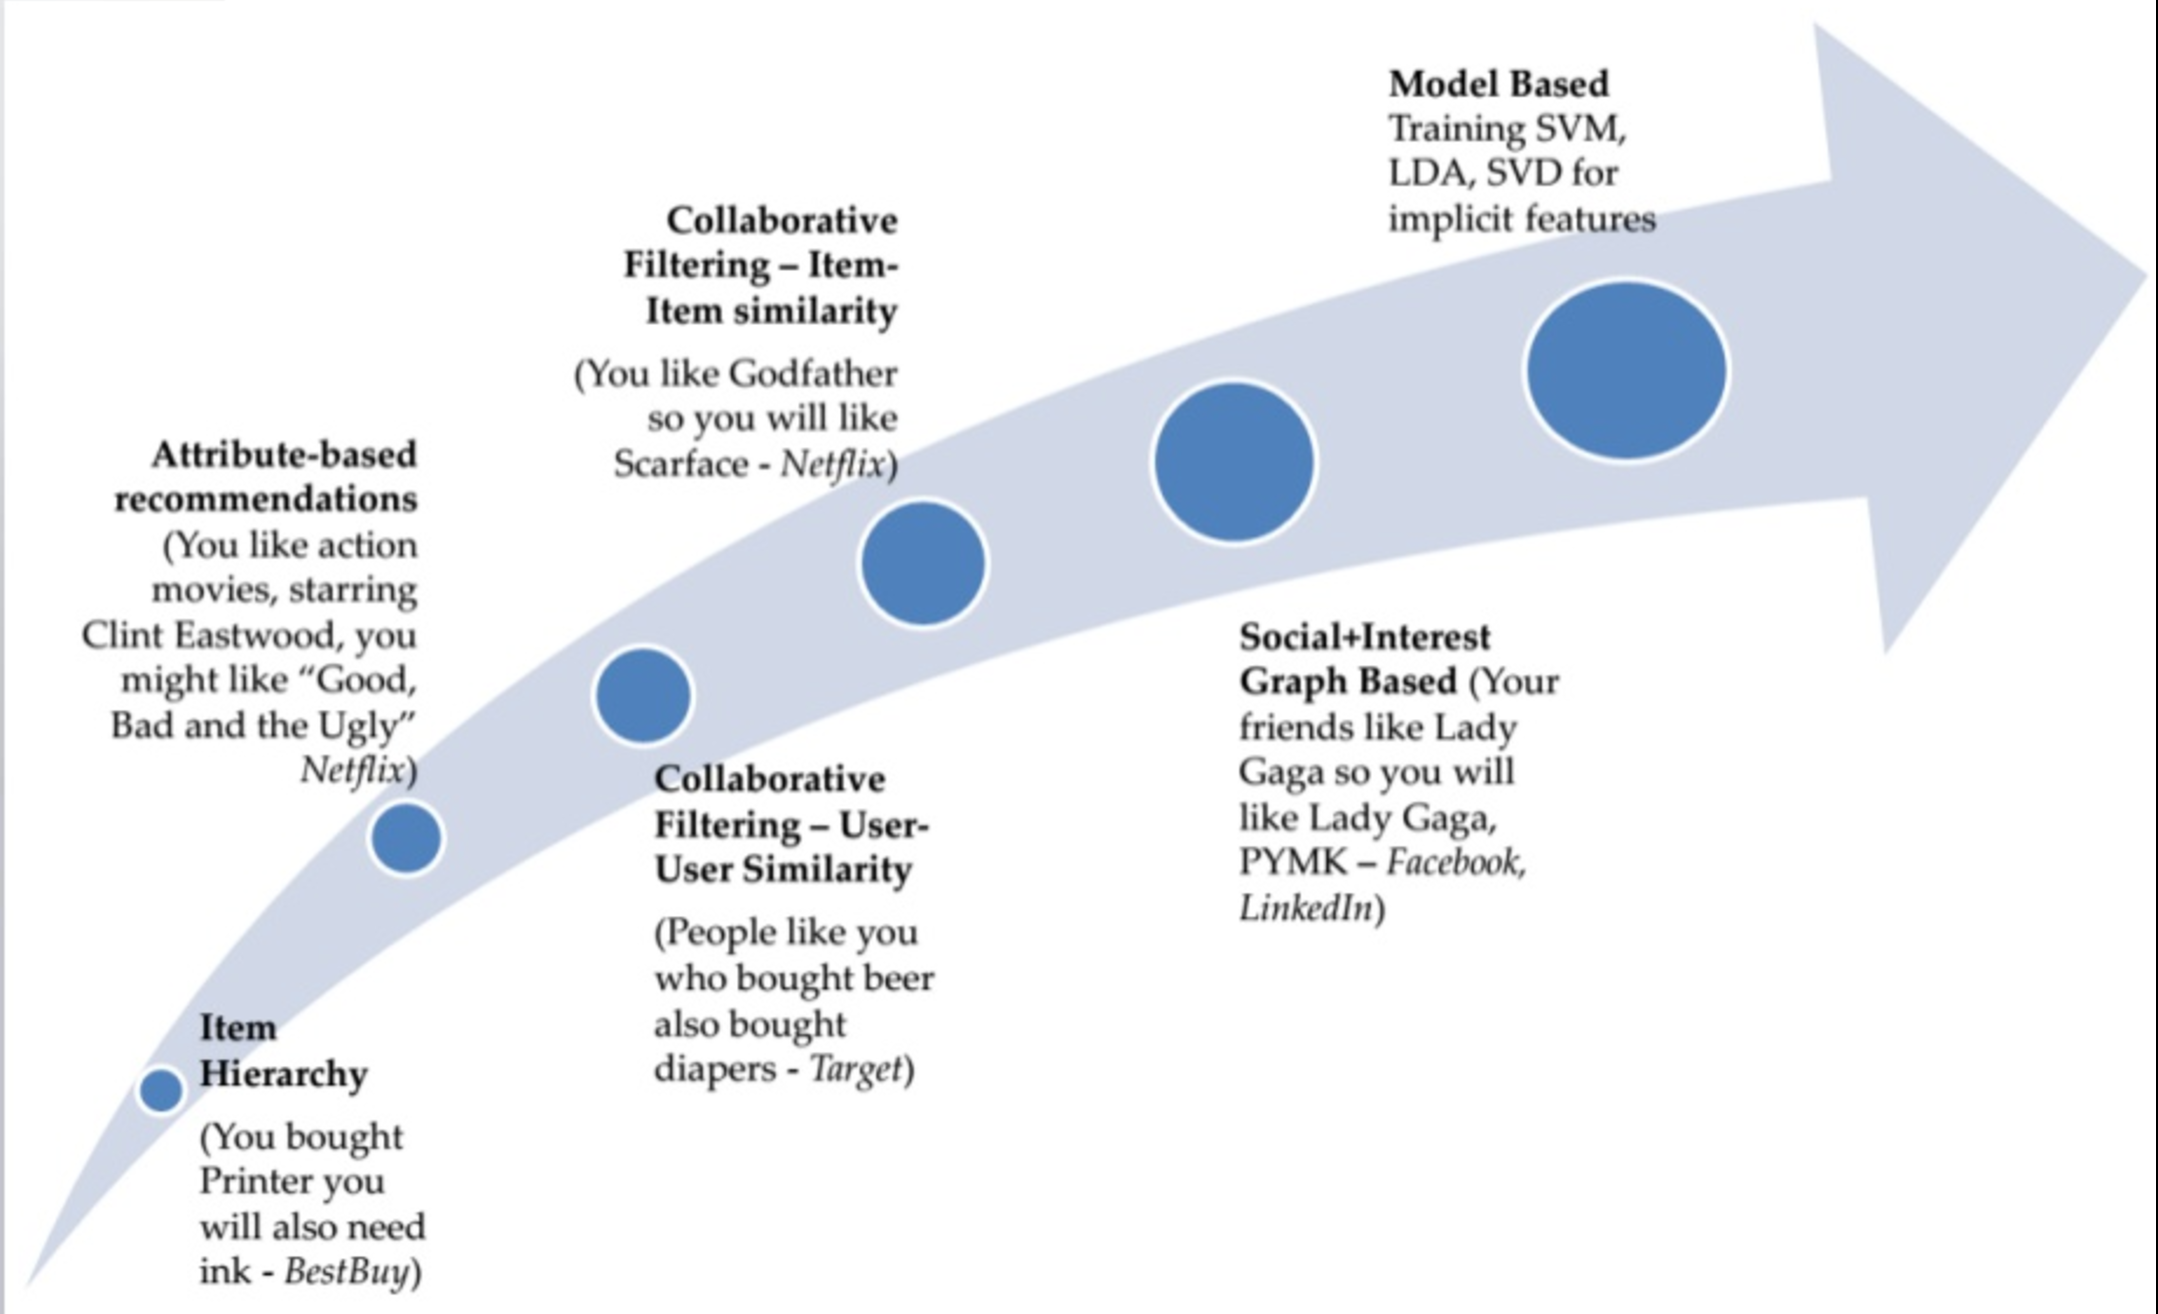 Model Based
Training SVM,
LDA, SVD for
implicit features
Collaborative
Filtering – Item-
Item similarity
(You like Godfather
so you will like
Scarface - Netflix)
Attribute-based
recommendations
(You like action
movies, starring
Clint Eastwood, you
might like “Good,
Bad and the Ugly”
Netflix)
Social+Interest
Graph Based (Your
friends like Lady
Gaga so you will
like Lady Gaga,
PYMK – Facebook,
LinkedIn)
Collaborative
Filtering – User-
User Similarity
(People like you
who bought beer
also bought
diapers - Target)
Item
Hierarchy
(You bought
Printer you
will also need
ink - BestBuy)